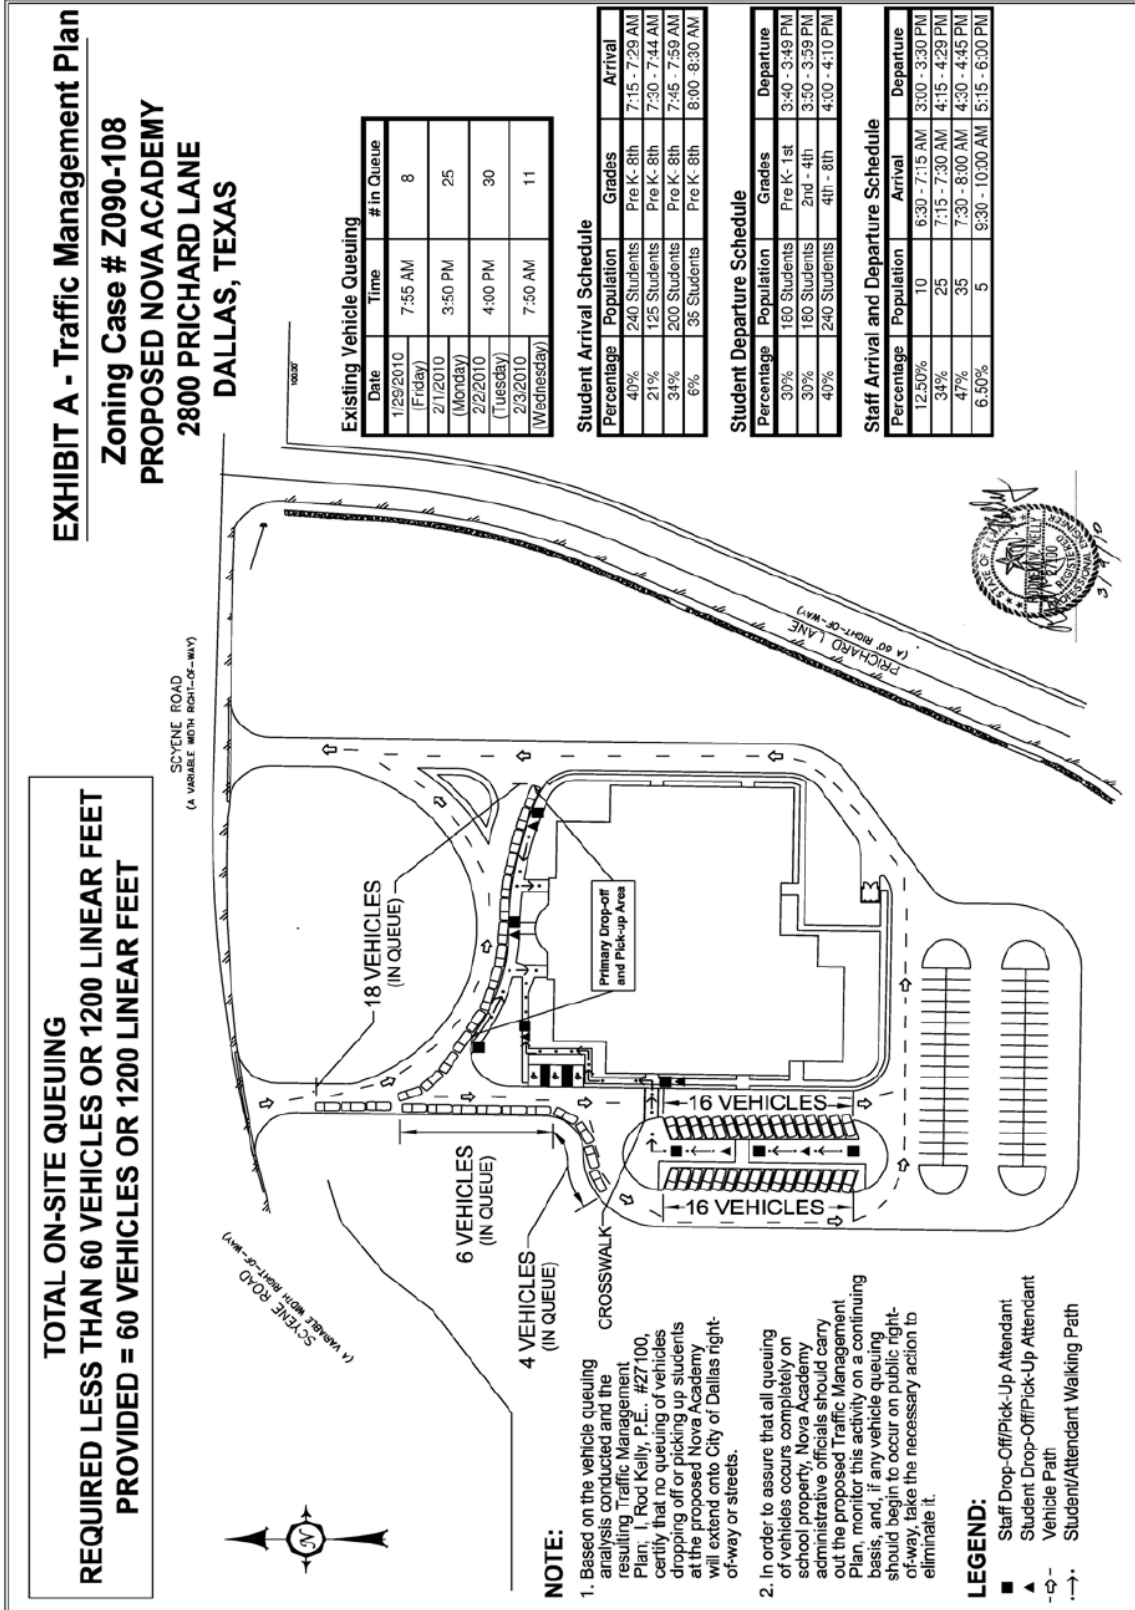 EXHIBIT A - Traffic Management Plan
Zoning Case # Z090-108
PROPOSED NOVA ACADEMY
2800 PRICHARD LANE
DALLAS, TEXAS
TOTAL ON-SITE QUEUING
REQUIRED LESS THAN 60 VEHICLES OR 1200 LINEAR FEET
PROVIDED = 60 VEHICLES OR 1200 LINEAR FEET
SCYENE ROAD
(A VARIABLE WIDTH RIGHT-OF-WAY)
SCYENE ROAD
(A VARIABLE WIDTH RIGHT-OF-WAY)
PRICHARD LANE
(A 60' RIGHT-OF-WAY)
18 VEHICLES
(IN QUEUE)
6 VEHICLES
(IN QUEUE)
4 VEHICLES
(IN QUEUE)
CROSSWALK
16 VEHICLES
16 VEHICLES
Primary Drop-off
and Pick-up Area
N
Existing Vehicle Queuing
Date Time # in Queue
1/29/2010 (Friday) 7:55 AM 8
2/1/2010 (Monday) 3:50 PM 25
2/2/2010 (Tuesday) 4:00 PM 30
2/3/2010 (Wednesday) 7:50 AM 11
Student Arrival Schedule
Percentage Population Grades Arrival
40% 240 Students Pre K- 8th 7:15 - 7:29 AM
21% 125 Students Pre K- 8th 7:30 - 7:44 AM
34% 200 Students Pre K- 8th 7:45 - 7:59 AM
6% 35 Students Pre K- 8th 8:00 -8:30 AM
Student Departure Schedule
Percentage Population Grades Departure
30% 180 Students Pre K- 1st 3:40 - 3:49 PM
30% 180 Students 2nd - 4th 3:50 - 3:59 PM
40% 240 Students 4th - 8th 4:00 - 4:10 PM
Staff Arrival and Departure Schedule
Percentage Population Arrival Departure
12.50% 10 6:30 - 7:15 AM 3:00 - 3:30 PM
34% 25 7:15 - 7:30 AM 4:15 - 4:29 PM
47% 35 7:30 - 8:00 AM 4:30 - 4:45 PM
6.50% 5 9:30 - 10:00 AM 5:15 - 6:00 PM
NOTE:
1. Based on the vehicle queuing
analysis conducted and the
resulting Traffic Management
Plan; I, Rod Kelly, P.E.. #27100,
certify that no queuing of vehicles
dropping off or picking up students
at the proposed Nova Academy
will extend onto City of Dallas right-
of-way or streets.
2. In order to assure that all queuing
of vehicles occurs completely on
school property, Nova Academy
administrative officials should carry
out the proposed Traffic Management
Plan, monitor this activity on a continuing
basis, and, if any vehicle queuing
should begin to occur on public right-
of-way, take the necessary action to
eliminate it.
LEGEND:
Staff Drop-Off/Pick-Up Attendant
Student Drop-Off/Pick-Up Attendant
Vehicle Path
Student/Attendant Walking Path
STATE OF TEXAS
KELLY
27100
REGISTERED
PROFESSIONAL ENGINEER